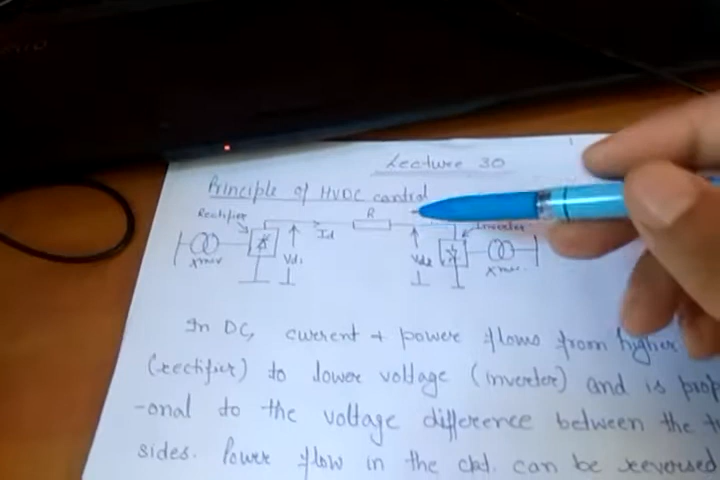 Lecture 30
Principle of HVDC control
Rectifier R Inverter
Id
Vd1 Vd2
Xmer Xmer
In DC, current + power flows from higher
(rectifier) to lower voltage (inverter) and is prop
-onal to the voltage difference between the
sides. Power flow in the ckt. can be reversed